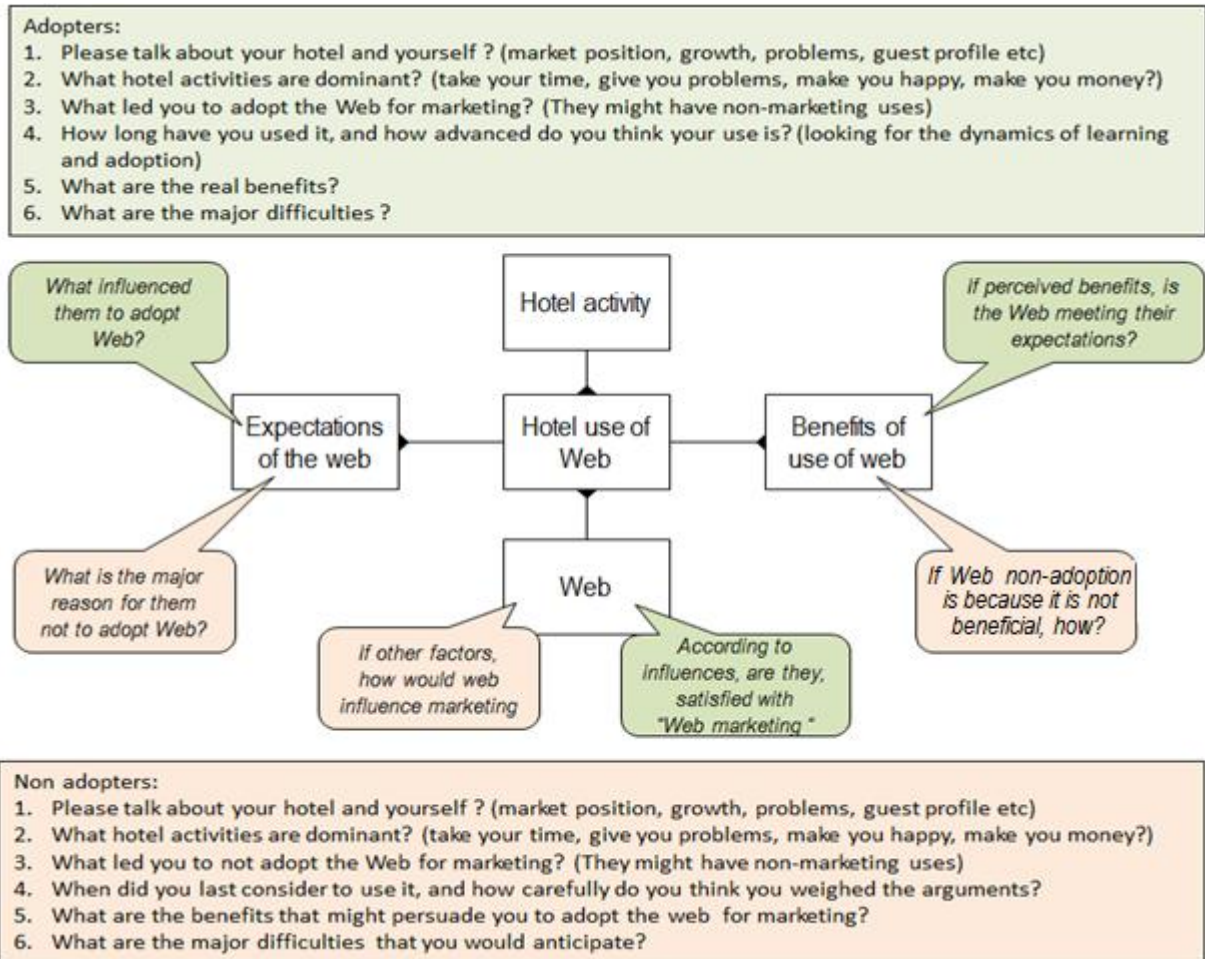 Adopters:
1. Please talk about your hotel and yourself ? (market position, growth, problems, guest profile etc)
2. What hotel activities are dominant? (take your time, give you problems, make you happy, make you money?)
3. What led you to adopt the Web for marketing? (They might have non-marketing uses)
4. How long have you used it, and how advanced do you think your use is? (looking for the dynamics of learning
and adoption)
5. What are the real benefits?
6. What are the major difficulties ?
What influenced
them to adopt
Web?
Hotel activity
if perceived benefits, is
the Web meeting their
expectations?
Expectations
of the web
Hotel use of
Web
Benefits of
use of web
What is the major
reason for them
not to adopt Web?
Web
If Web non-adoption
is because it is not
beneficial, how?
If other factors,
how would web
influence marketing
According to
influences, are they,
satisfied with
"Web marketing "
Non adopters:
1. Please talk about your hotel and yourself ? (market position, growth, problems, guest profile etc)
2. What hotel activities are dominant? (take your time, give you problems, make you happy, make you money?)
3. What led you to not adopt the Web for marketing? (They might have non-marketing uses)
4. When did you last consider to use it, and how carefully do you think you weighed the arguments?
5. What are the benefits that might persuade you to adopt the web for marketing?
6. What are the major difficulties that you would anticipate?